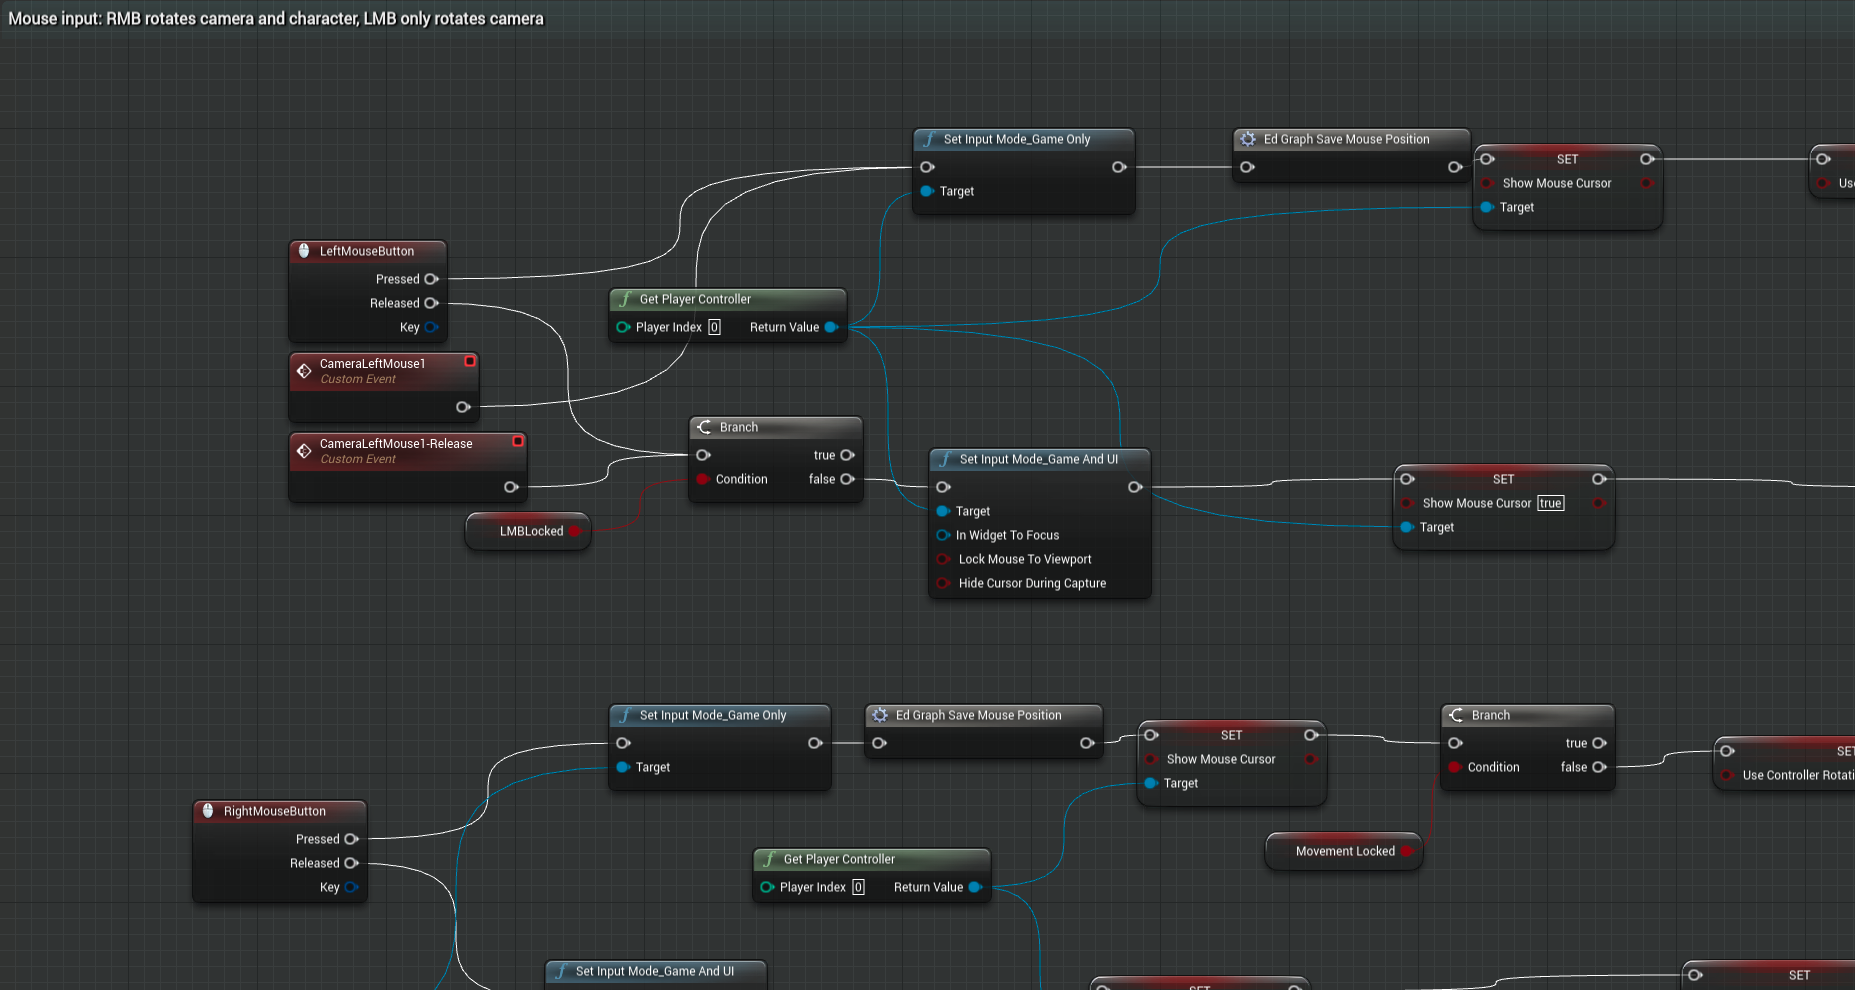 Mouse input: RMB rotates camera and character, LMB only rotates camera
Set Input Mode_Game Only
Target
Ed Graph Save Mouse Position
SET
Show Mouse Cursor
Target
Us
LeftMouseButton
Pressed
Released
Key
Get Player Controller
Player Index 0 Return Value
CameraLeftMouse1
Custom Event
CameraLeftMouse1-Release
Custom Event
LMBLocked
Branch
true
Condition false
Set Input Mode_Game And UI
Target
In Widget To Focus
Lock Mouse To Viewport
Hide Cursor During Capture
SET
Show Mouse Cursor true
Target
Set Input Mode_Game Only
Target
Ed Graph Save Mouse Position
SET
Show Mouse Cursor
Target
Branch
true
Condition false
SET
Use Controller Rotati
Movement Locked
RightMouseButton
Pressed
Released
Key
Get Player Controller
Player Index 0 Return Value
Set Input Mode_Game And UI
SET
SET